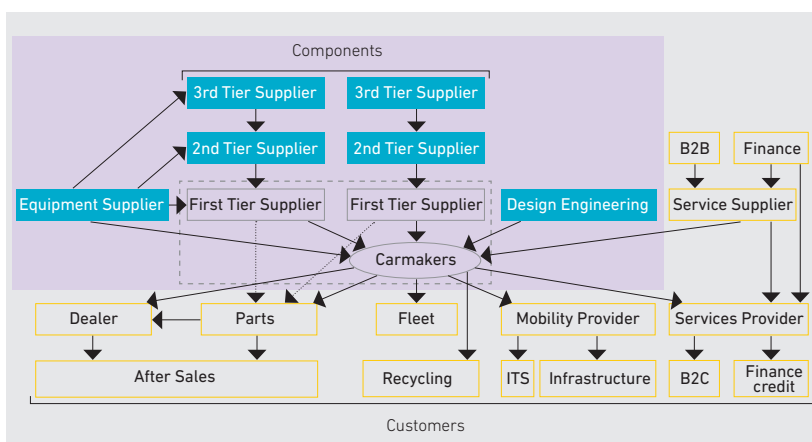 Components
3rd Tier Supplier
3rd Tier Supplier
2nd Tier Supplier
2nd Tier Supplier
B2B
Finance
Equipment Supplier
First Tier Supplier
First Tier Supplier
Design Engineering
Service Supplier
Carmakers
Dealer
Parts
Fleet
Mobility Provider
Services Provider
After Sales
Recycling
ITS
Infrastructure
B2C
Finance
credit
Customers